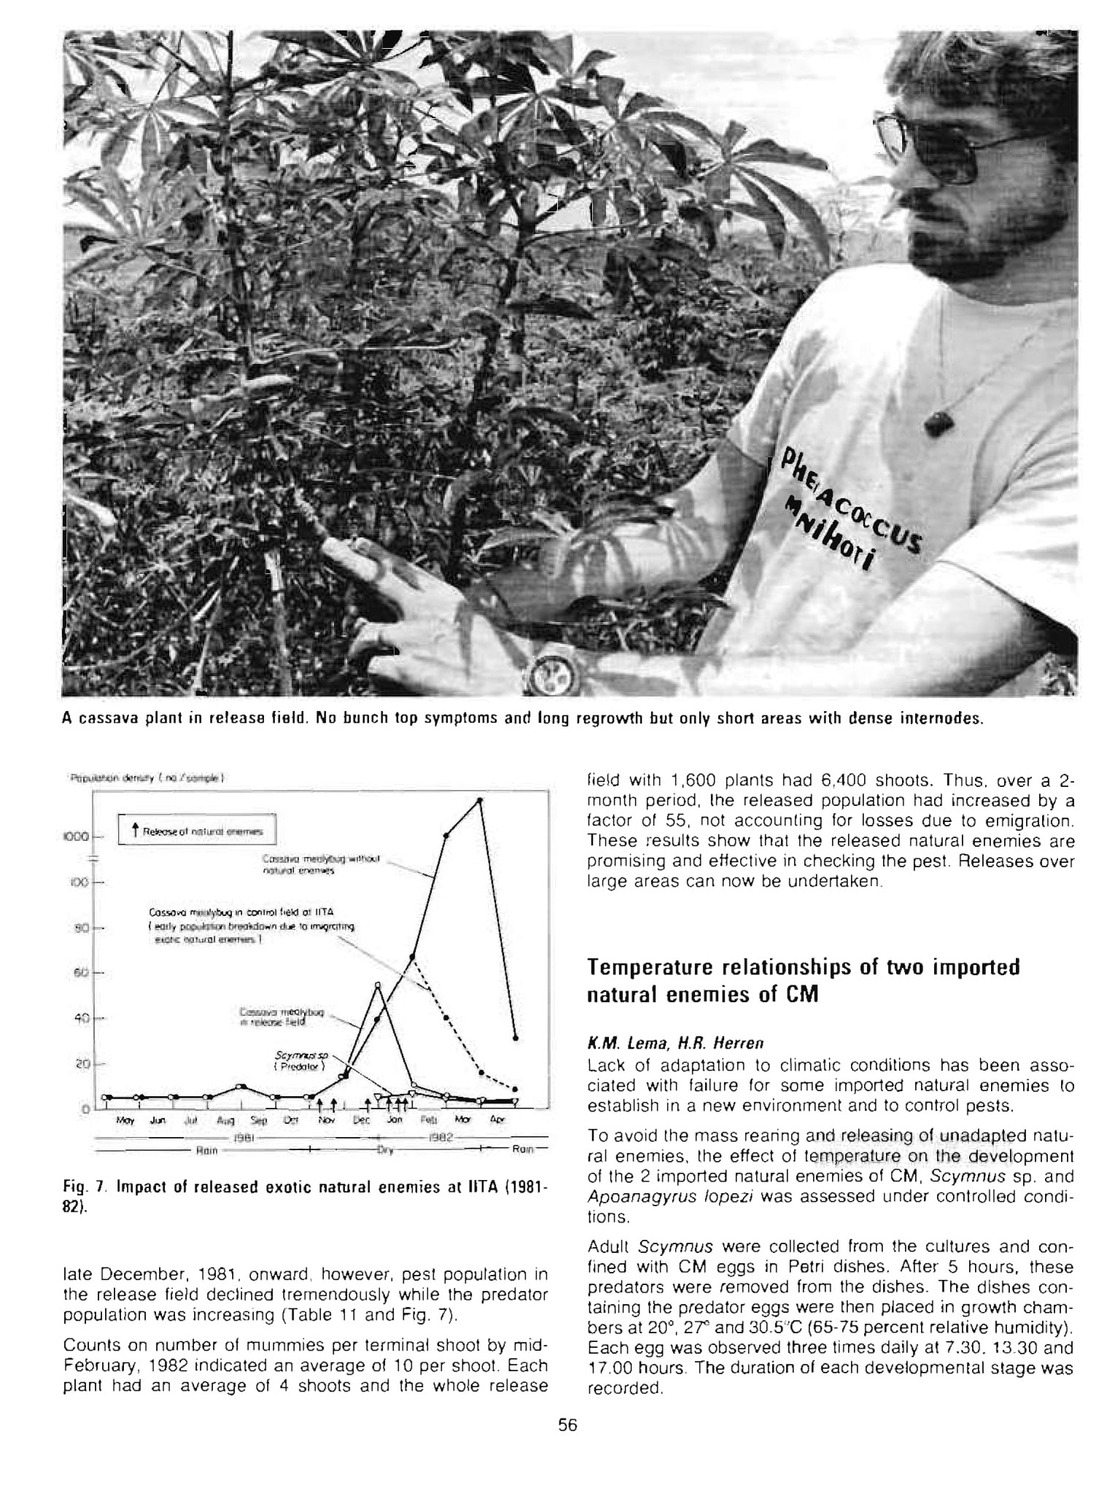 PHENACOCCUS
MNIHOTI
A cassava plant in release field. No bunch top symptoms and long regrowth but only short areas with dense internodes.
Population density ( no / sample )
1000
100
80
60
40
20
0
↑ Release of natural enemies
Cassava mealybug without
natural enemies
Cassava mealybug in control field at IITA
( early population breakdown due to imigrating
exotic natural enemies )
Cassava mealybug
in release field
Scymnus sp
( Predator )
May Jun Jul Aug Sep Oct Nov Dec Jan Feb Mar Apr
1981 1982
Rain Dry Rain
Fig. 7. Impact of released exotic natural enemies at IITA (1981-
82).
late December, 1981, onward, however, pest population in
the release field declined tremendously while the predator
population was increasing (Table 11 and Fig. 7).
Counts on number of mummies per terminal shoot by mid-
February, 1982 indicated an average of 10 per shoot. Each
plant had an average of 4 shoots and the whole release
field with 1,600 plants had 6,400 shoots. Thus, over a 2-
month period, the released population had increased by a
factor of 55, not accounting for losses due to emigration.
These results show that the released natural enemies are
promising and effective in checking the pest. Releases over
large areas can now be undertaken.
Temperature relationships of two imported
natural enemies of CM
K.M. Lema, H.R. Herren
Lack of adaptation to climatic conditions has been asso-
ciated with failure for some imported natural enemies to
establish in a new environment and to control pests.
To avoid the mass rearing and releasing of unadapted natu-
ral enemies, the effect of temperature on the development
of the 2 imported natural enemies of CM, Scymnus sp. and
Apoanagyrus lopezi was assessed under controlled condi-
tions.
Adult Scymnus were collected from the cultures and con-
fined with CM eggs in Petri dishes. After 5 hours, these
predators were removed from the dishes. The dishes con-
taining the predator eggs were then placed in growth cham-
bers at 20°, 27° and 30.5°C (65-75 percent relative humidity).
Each egg was observed three times daily at 7.30, 13.30 and
17.00 hours. The duration of each developmental stage was
recorded.
56